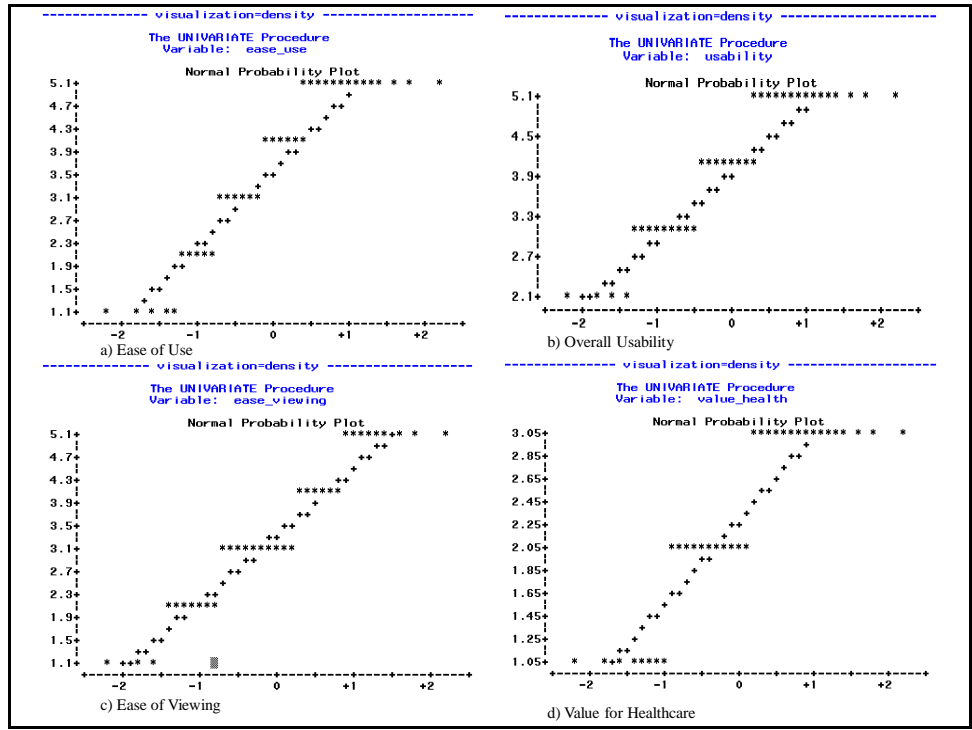 visualization=density
The UNIVARIATE Procedure
Variable: ease_use
Normal Probability Plot
5.1
4.7
4.3
3.9
3.5
3.1
2.7
2.3
1.9
1.5
1.1
-2 -1 0 +1 +2
a) Ease of Use
visualization=density
The UNIVARIATE Procedure
Variable: usability
Normal Probability Plot
5.1
4.5
3.9
3.3
2.7
2.1
-2 -1 0 +1 +2
b) Overall Usability
visualization=density
The UNIVARIATE Procedure
Variable: ease_viewing
Normal Probability Plot
5.1
4.7
4.3
3.9
3.5
3.1
2.7
2.3
1.9
1.5
1.1
-2 -1 0 +1 +2
c) Ease of Viewing
visualization=density
The UNIVARIATE Procedure
Variable: value_health
Normal Probability Plot
3.05
2.85
2.65
2.45
2.25
2.05
1.85
1.65
1.45
1.25
1.05
-2 -1 0 +1 +2
d) Value for Healthcare